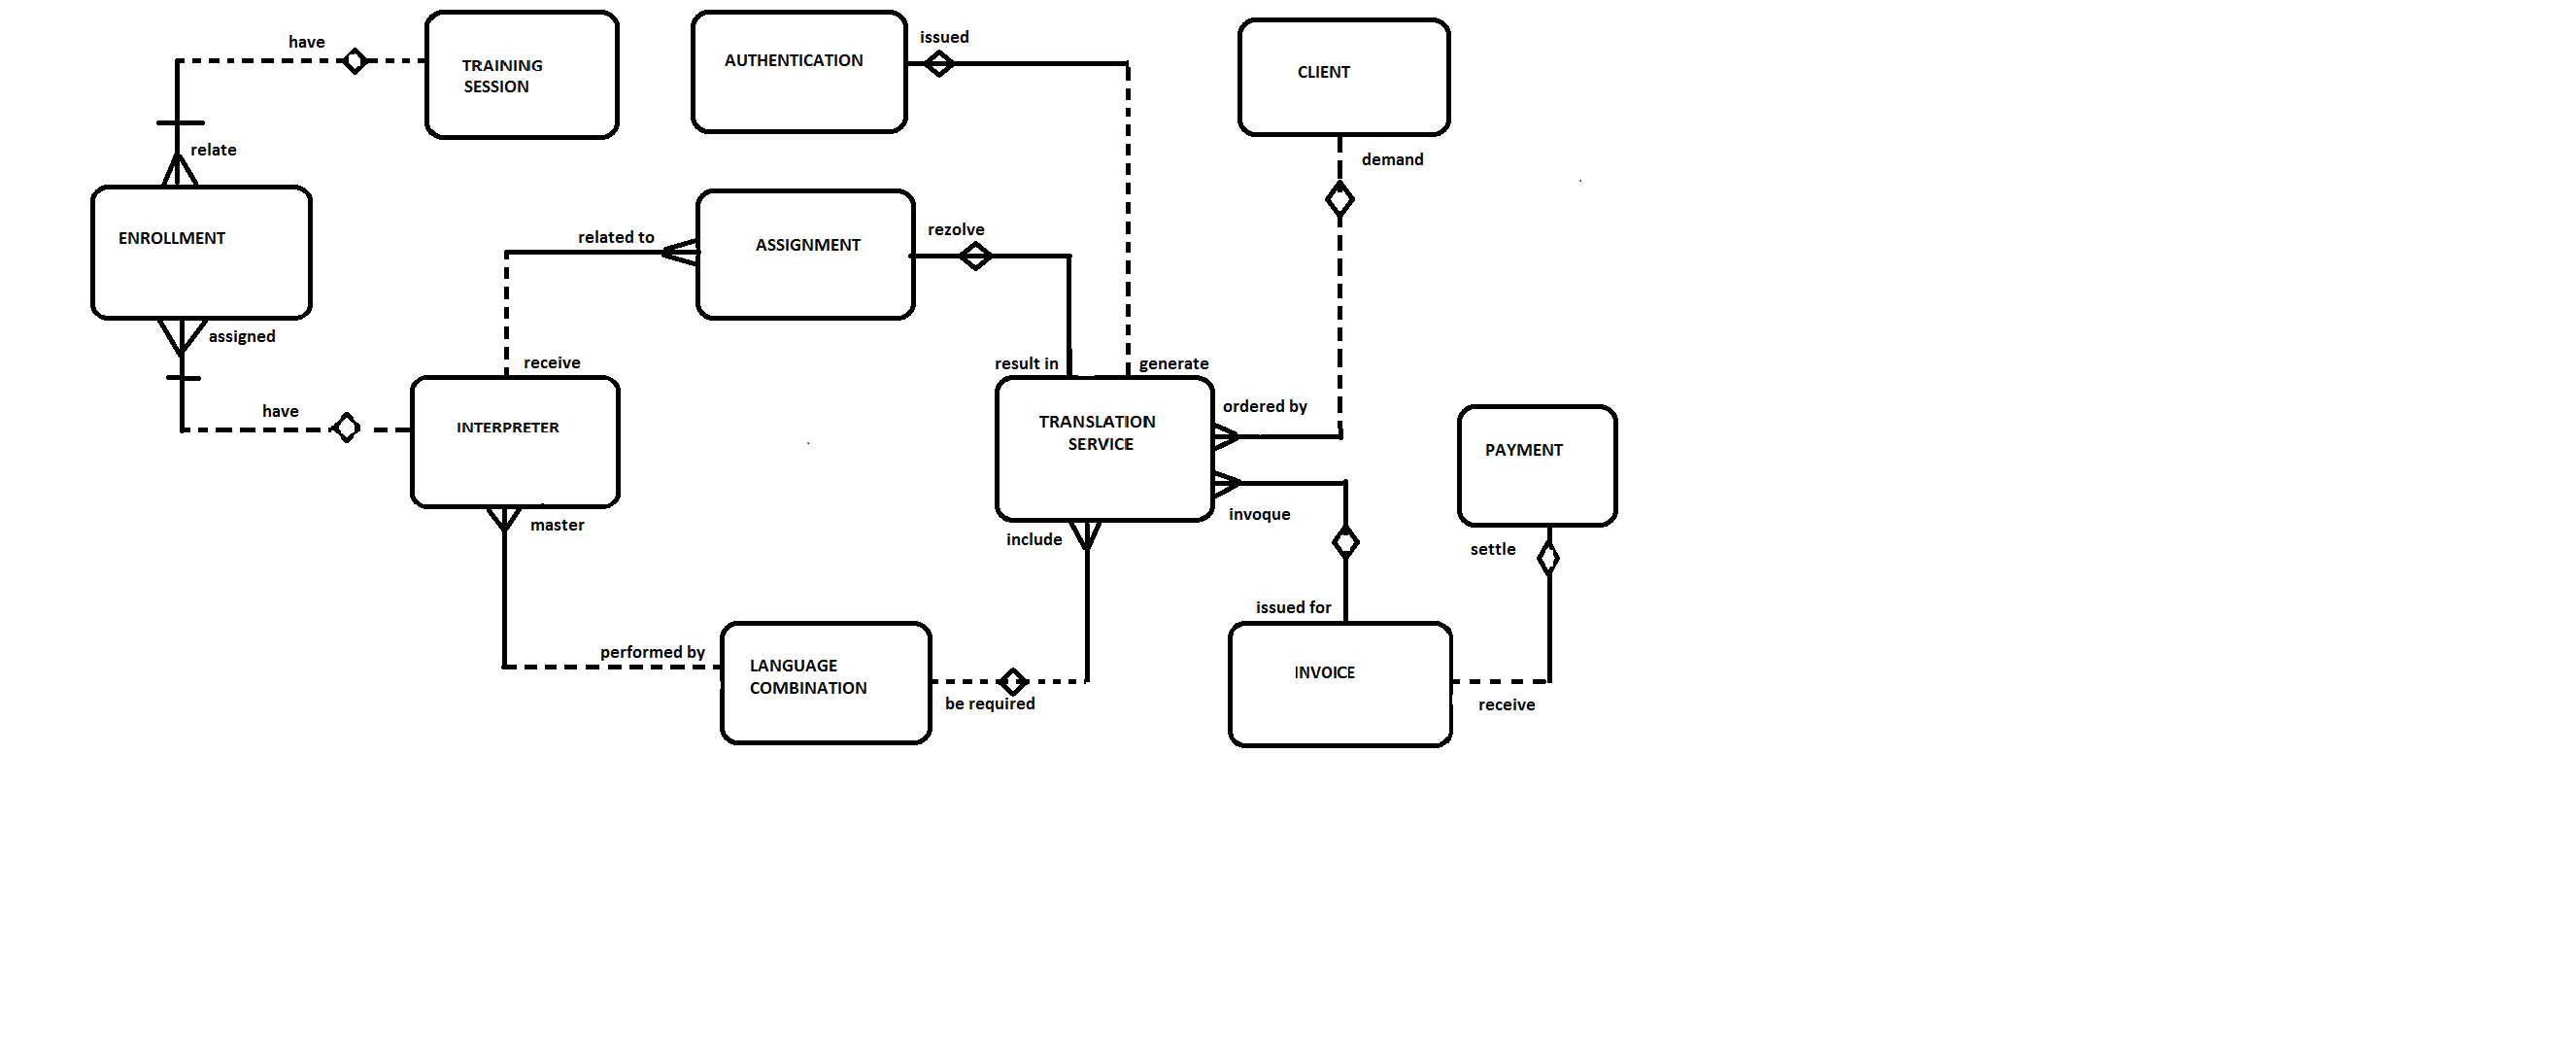 have
TRAINING
SESSION
AUTHENTICATION
issued
CLIENT
relate
demand
ENROLLMENT
related to
ASSIGNMENT
rezolve
assigned
receive
result in
generate
have
INTERPRETER
TRANSLATION
SERVICE
ordered by
PAYMENT
master
include
invoque
settle
issued for
performed by
LANGUAGE
COMBINATION
be required
INVOICE
receive